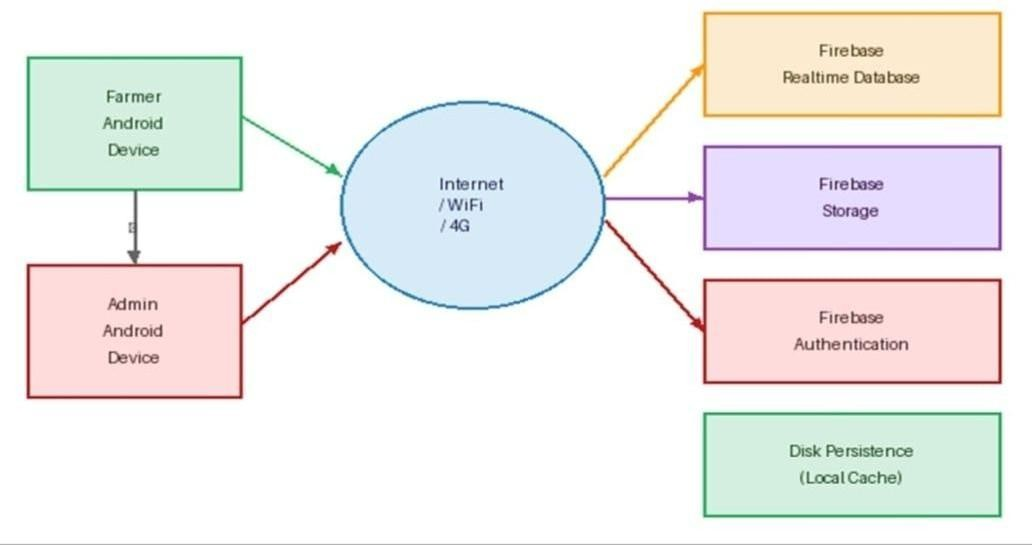 Farmer
Android
Device
Admin
Android
Device
Internet
/ WiFi
/ 4G
Firebase
Realtime Database
Firebase
Storage
Firebase
Authentication
Disk Persistence
(Local Cache)